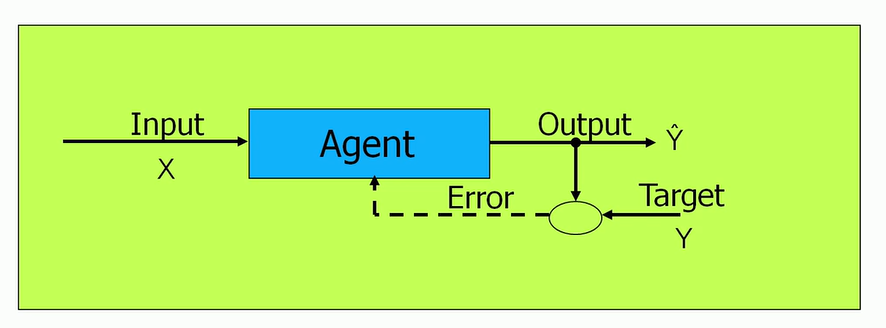 Input
X
Agent
Output
Ŷ
Error
Target
Y